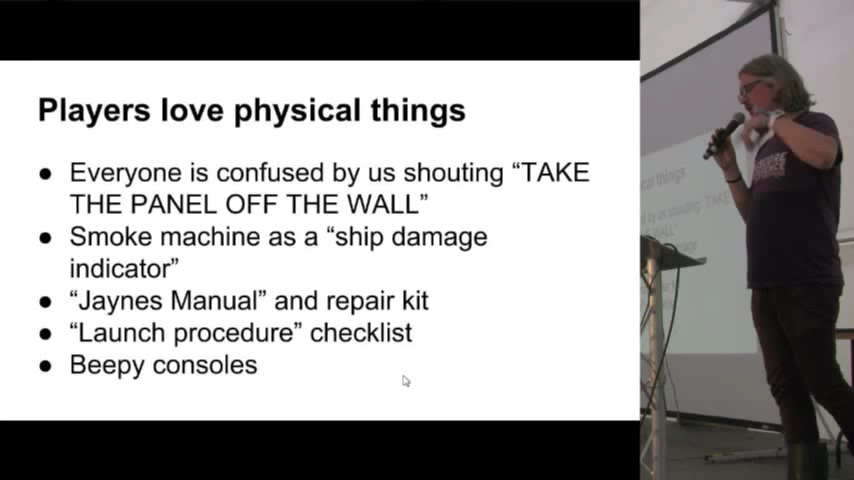 Players love physical things
● Everyone is confused by us shouting “TAKE
THE PANEL OFF THE WALL”
● Smoke machine as a “ship damage
indicator”
● “Jaynes Manual” and repair kit
● “Launch procedure” checklist
● Beepy consoles